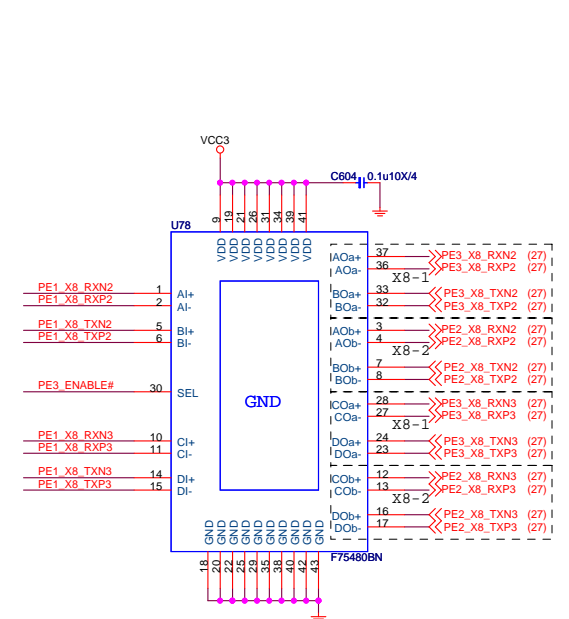 VCC3
C604 0.1u10X/4
U78
9 19 21 26 31 34 39 41
VDD VDD VDD VDD VDD VDD VDD VDD
PE1_X8_RXN2 1 AI+
PE1_X8_RXP2 2 AI-
PE1_X8_TXN2 5 BI+
PE1_X8_TXP2 6 BI-
PE3_ENABLE# 30 SEL
PE1_X8_RXN3 10 CI+
PE1_X8_RXP3 11 CI-
PE1_X8_TXN3 14 DI+
PE1_X8_TXP3 15 DI-
GND
AOa+ 37 PE3_X8_RXN2 (27)
AOa- 36 PE3_X8_RXP2 (27)
X8-1
BOa+ 33 PE3_X8_TXN2 (27)
BOa- 32 PE3_X8_TXP2 (27)
AOb+ 3 PE2_X8_RXN2 (27)
AOb- 4 PE2_X8_RXP2 (27)
X8-2
BOb+ 7 PE2_X8_TXN2 (27)
BOb- 8 PE2_X8_TXP2 (27)
COa+ 28 PE3_X8_RXN3 (27)
COa- 27 PE3_X8_RXP3 (27)
X8-1
DOa+ 24 PE3_X8_TXN3 (27)
DOa- 23 PE3_X8_TXP3 (27)
COb+ 12 PE2_X8_RXN3 (27)
COb- 13 PE2_X8_RXP3 (27)
X8-2
DOb+ 16 PE2_X8_TXN3 (27)
DOb- 17 PE2_X8_TXP3 (27)
GND GND GND GND GND GND GND GND GND GND
18 20 22 25 29 35 38 40 42 43
F75480BN